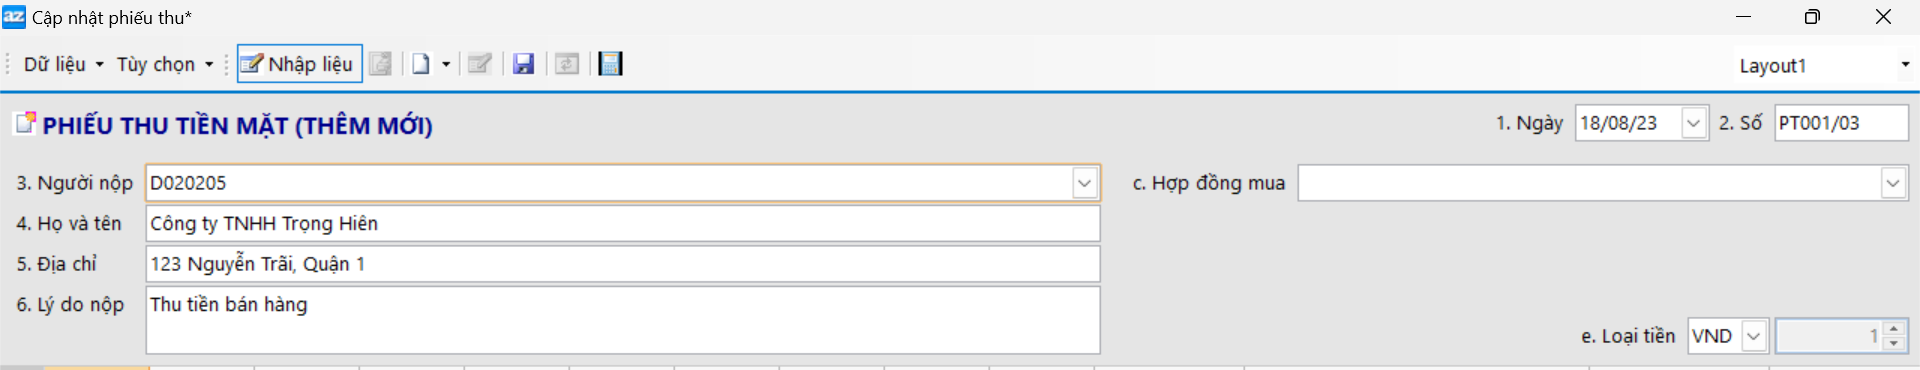 az Cập nhật phiếu thu*
Dữ liệu Tùy chọn Nhập liệu Layout1
PHIẾU THU TIỀN MẶT (THÊM MỚI) 1. Ngày 18/08/23 2. Số PT001/03
3. Người nộp D020205 c. Hợp đồng mua
4. Họ và tên Công ty TNHH Trọng Hiên
5. Địa chỉ 123 Nguyễn Trãi, Quận 1
6. Lý do nộp Thu tiền bán hàng
e. Loại tiền VND 1